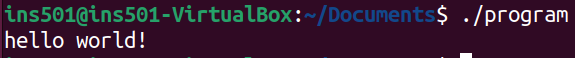 ins501@ins501-VirtualBox:~/Documents$ ./program
hello world!